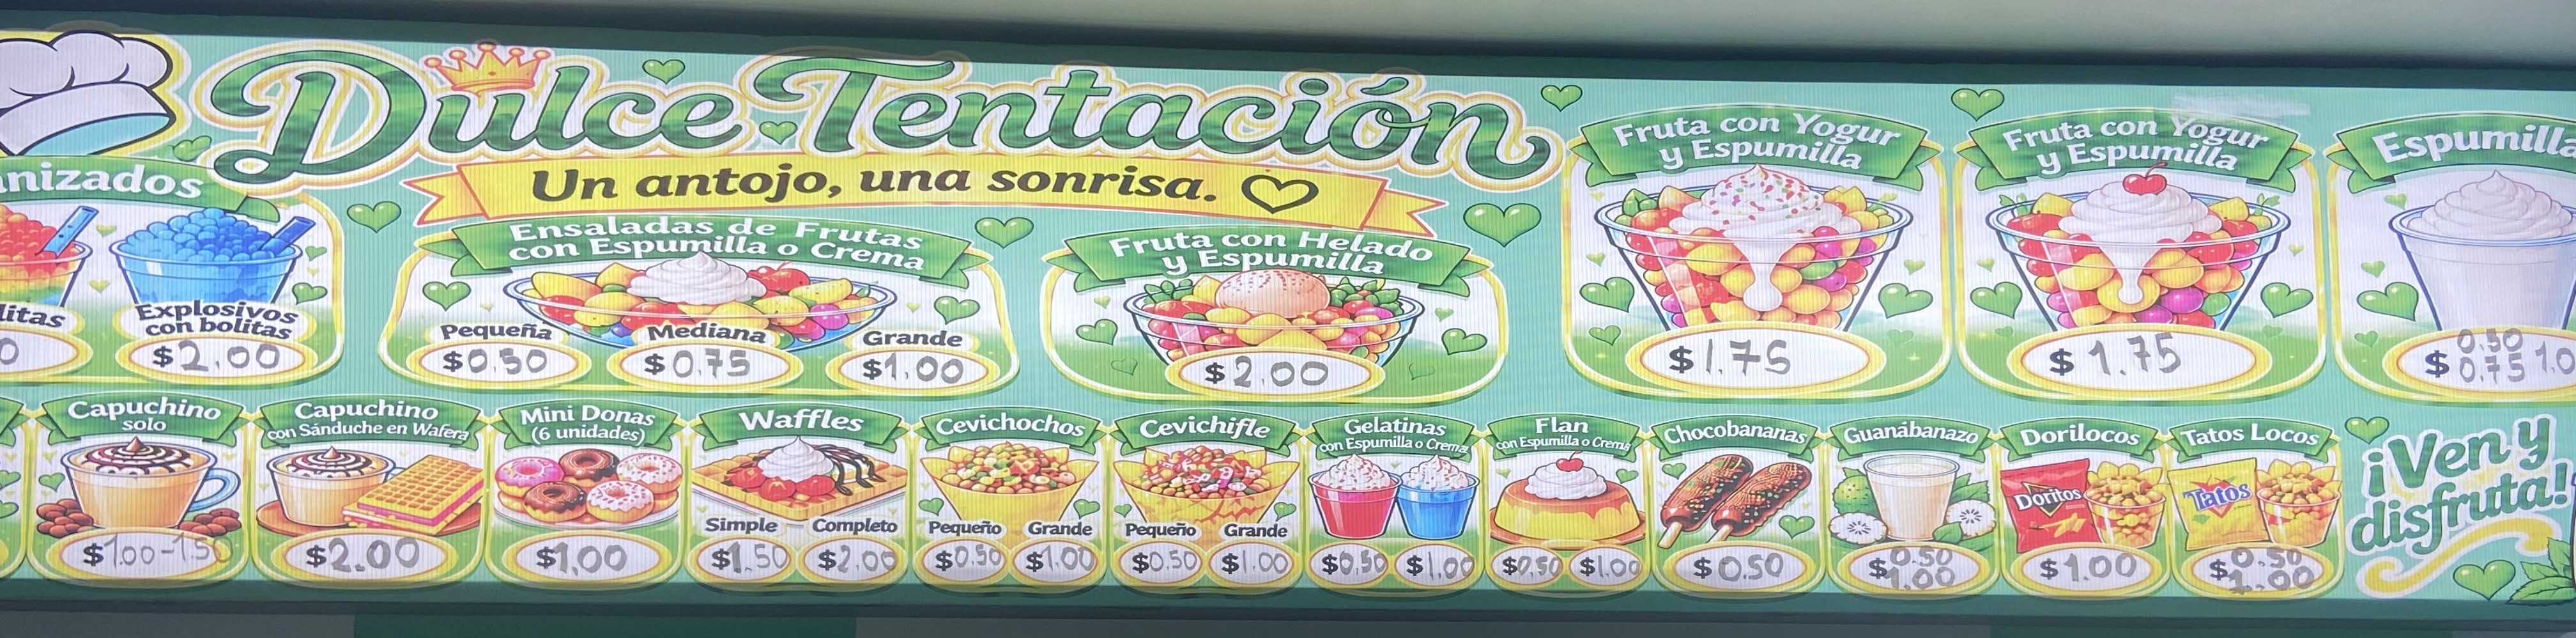 Dulce Tentación
Un antojo, una sonrisa.
Explosivos
con bolitas
$2.00
Ensaladas de Frutas
con Espumilla o Crema
Pequeña Mediana Grande
$0.50 $0.75 $1.00
Fruta con Helado
y Espumilla
$2.00
Fruta con Yogur
y Espumilla
$1.75
Fruta con Yogur
y Espumilla
$1.75
Espumilla
0.50
$0.75 1.0
Capuchino
solo
$1.00-1.50
Capuchino
con Sánduche en Wafera
$2.00
Mini Donas
(6 unidades)
$1.00
Waffles
Simple Completo
$1.50 $2.00
Cevichochos
Pequeño Grande
$0.50 $1.00
Cevichifle
Pequeño Grande
$0.50 $1.00
Gelatinas
con Espumilla o Crema
$0.50 $1.00
Flan
con Espumilla o Crema
$0.50 $1.00
Chocobananas
$0.50
Guanábanazo
$0.50
1.00
Dorilocos
Doritos
$1.00
Tatos Locos
Tatos
$0.50
1.00
¡Ven y
disfruta!